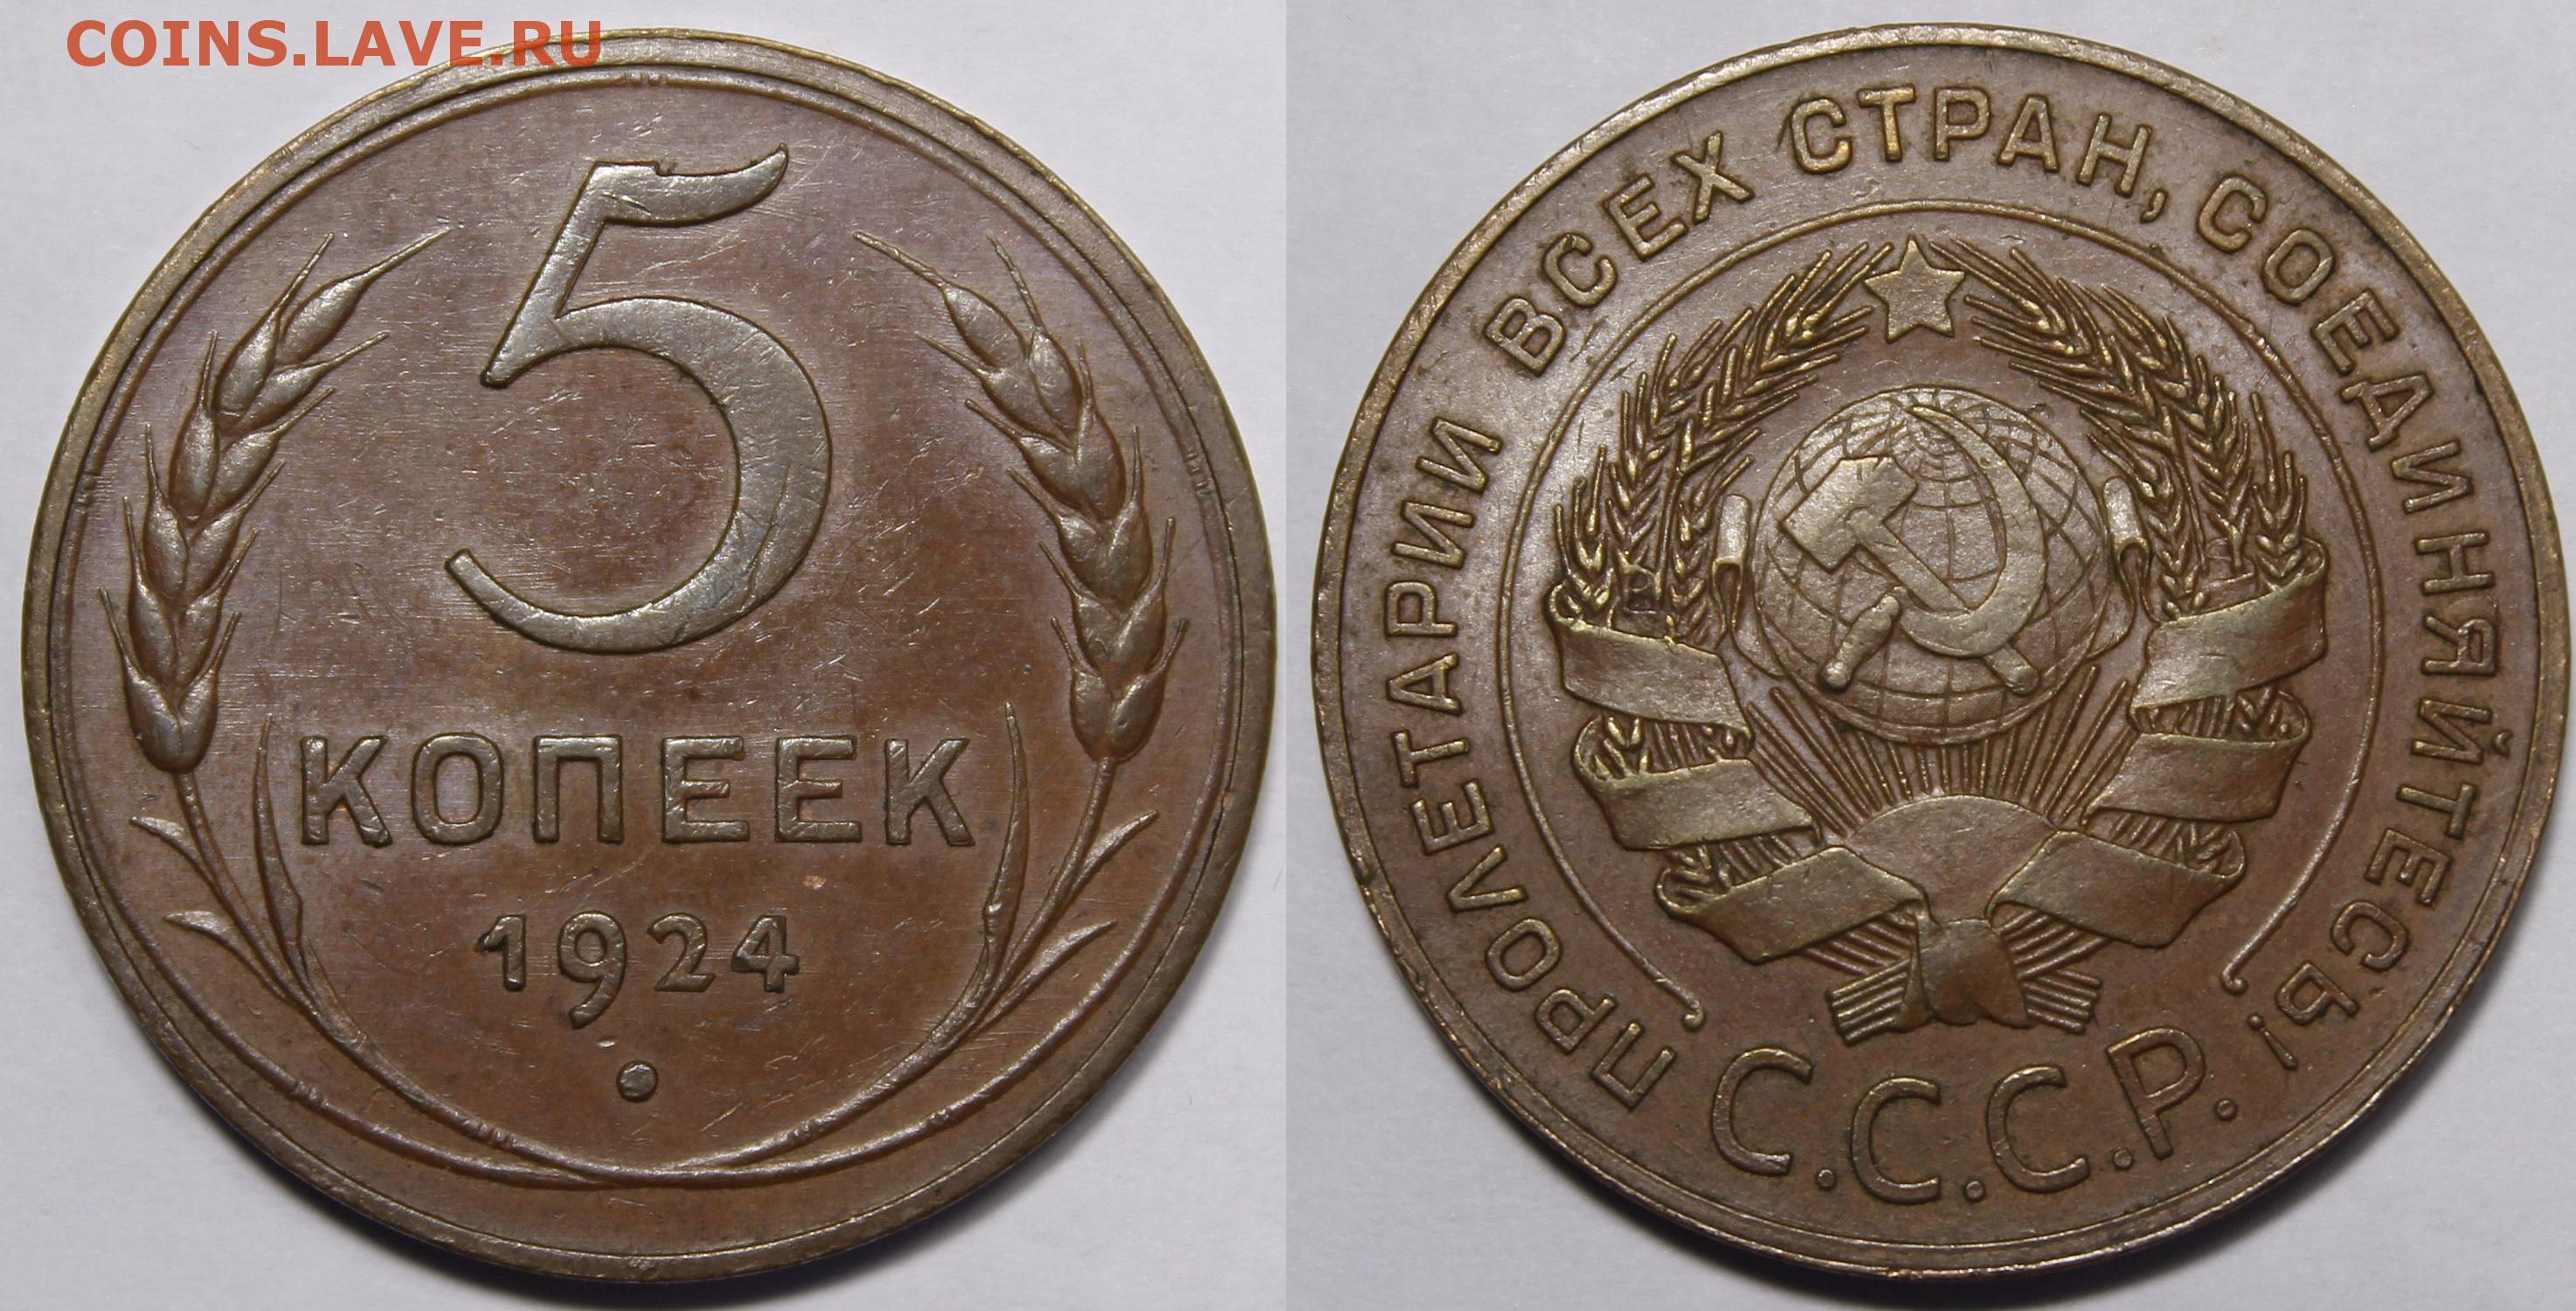 COINS.LAVE.RU
5
КОПЕЕК
1924
ПРОЛЕТАРИИ ВСЕХ СТРАН, СОЕДИНЯЙТЕСЬ!
С.С.С.Р.